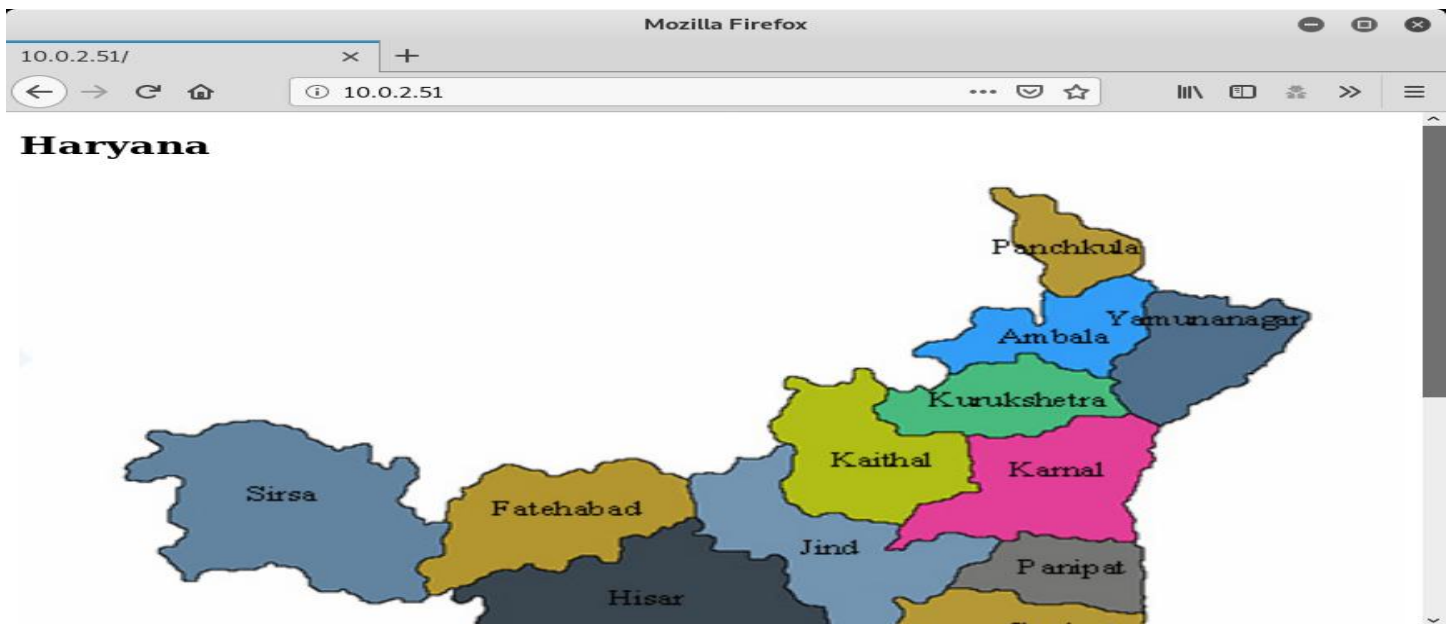 Mozilla Firefox
10.0.2.51/
10.0.2.51
Haryana
Panchkula
Yamunanagar
Ambala
Kurukshetra
Kaithal
Karnal
Sirsa
Fatehabad
Jind
Panipat
Hisar